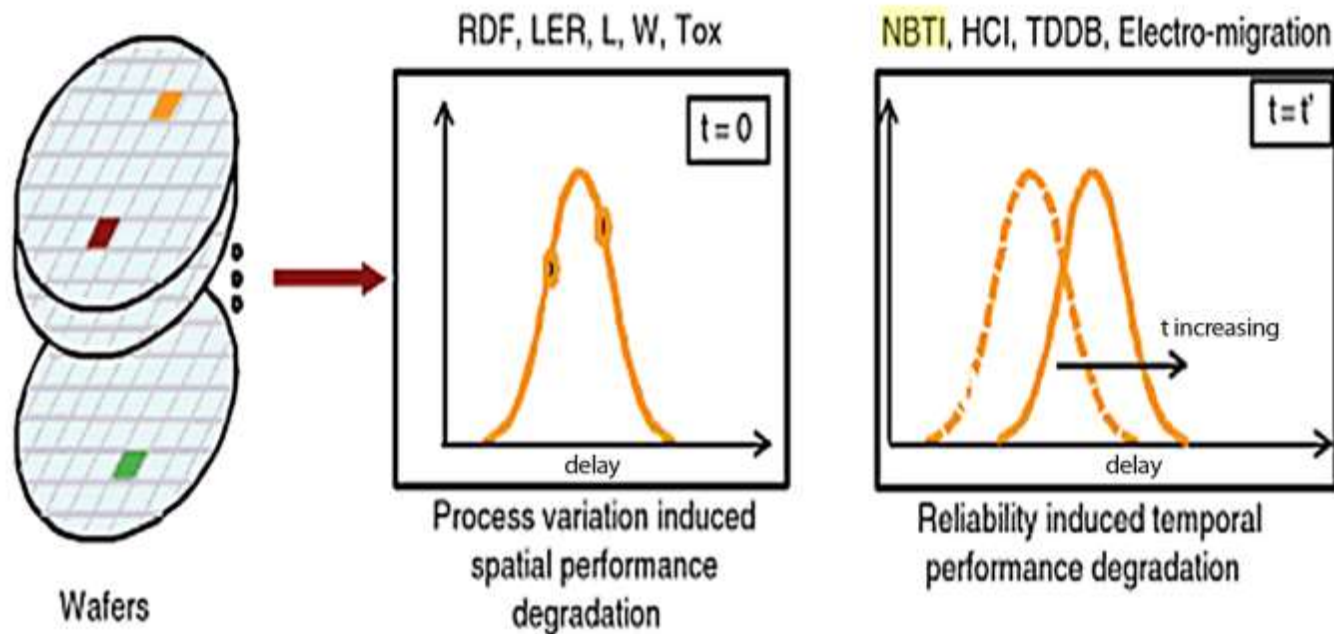 Wafers
RDF, LER, L, W, Tox
t = 0
delay
Process variation induced
spatial performance
degradation
NBTI, HCI, TDDB, Electro-migration
t = t'
t increasing
delay
Reliability induced temporal
performance degradation